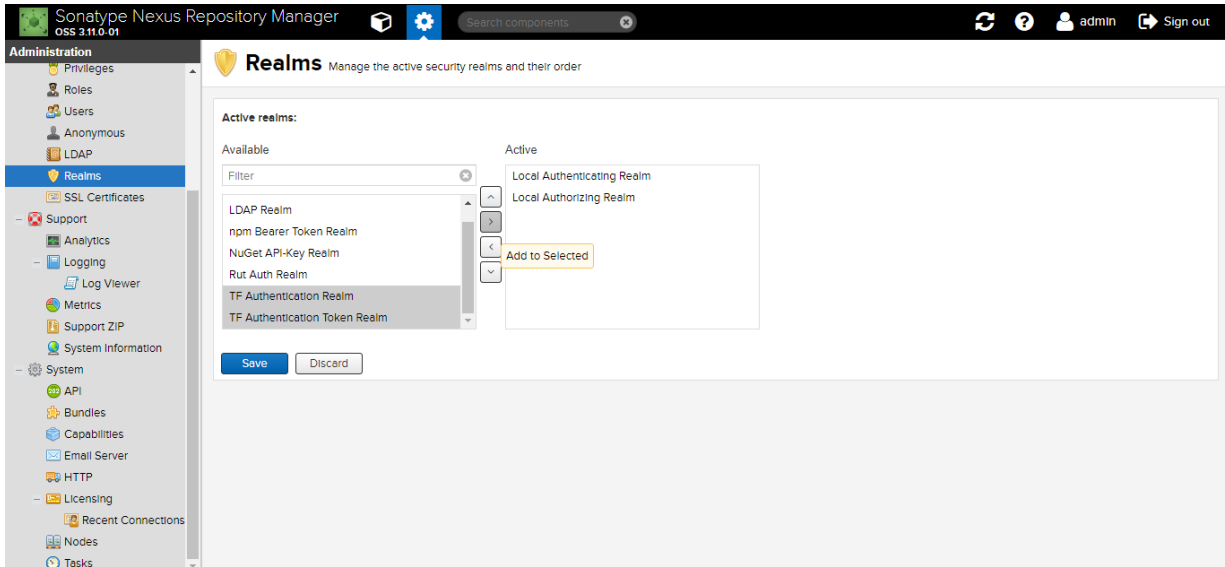 Sonatype Nexus Repository Manager
OSS 3.11.0-01
Search components
admin
Sign out
Administration
Privileges
Roles
Users
Anonymous
LDAP
Realms
SSL Certificates
Support
Analytics
Logging
Log Viewer
Metrics
Support ZIP
System Information
System
API
Bundles
Capabilities
Email Server
HTTP
Licensing
Recent Connections
Nodes
Tasks
Realms Manage the active security realms and their order
Active realms:
Available
Filter
LDAP Realm
npm Bearer Token Realm
NuGet API-Key Realm
Rut Auth Realm
TF Authentication Realm
TF Authentication Token Realm
Add to Selected
Active
Local Authenticating Realm
Local Authorizing Realm
Save
Discard